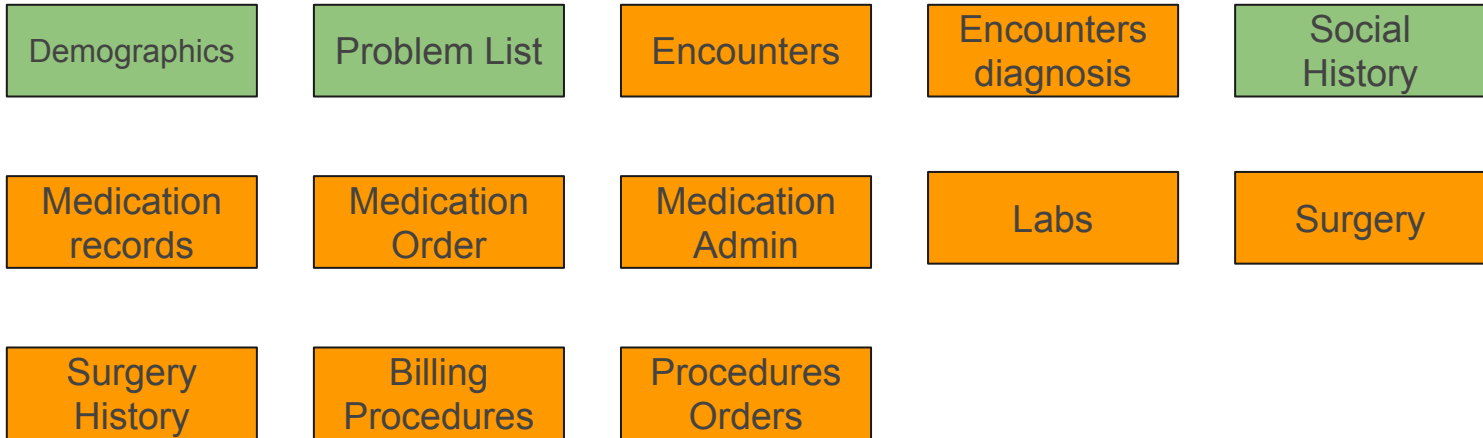 Demographics
Problem List
Encounters
Encounters
diagnosis
Social
History
Medication
records
Medication
Order
Medication
Admin
Labs
Surgery
Surgery
History
Billing
Procedures
Procedures
Orders